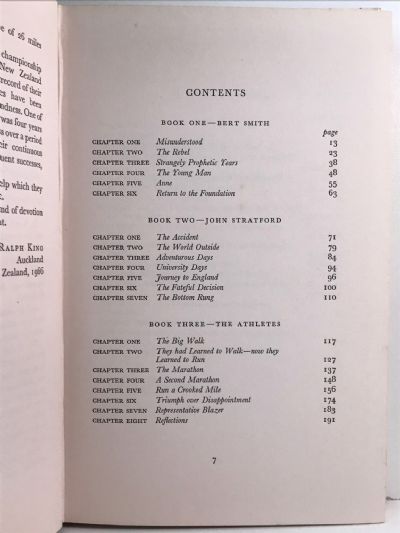 e of 26 miles
championship
New Zealand
record of their
es have been
ndness. One of
was four years
s over a period
their continuous
quent successes,
elp which they
nd of devotion
t.
RALPH KING
Auckland
Zealand, 1966
CONTENTS
BOOK ONE—BERT SMITH
page
CHAPTER ONE Misunderstood 13
CHAPTER TWO The Rebel 23
CHAPTER THREE Strangely Prophetic Years 38
CHAPTER FOUR The Young Man 48
CHAPTER FIVE Anne 55
CHAPTER SIX Return to the Foundation 63
BOOK TWO—JOHN STRATFORD
CHAPTER ONE The Accident 71
CHAPTER TWO The World Outside 79
CHAPTER THREE Adventurous Days 84
CHAPTER FOUR University Days 94
CHAPTER FIVE Journey to England 96
CHAPTER SIX The Fateful Decision 100
CHAPTER SEVEN The Bottom Rung 110
BOOK THREE—THE ATHLETES
CHAPTER ONE The Big Walk 117
CHAPTER TWO They had Learned to Walk—now they
Learned to Run 127
CHAPTER THREE The Marathon 137
CHAPTER FOUR A Second Marathon 148
CHAPTER FIVE Run a Crooked Mile 156
CHAPTER SIX Triumph over Disappointment 174
CHAPTER SEVEN Representative Blazer 183
CHAPTER EIGHT Reflections 191
7